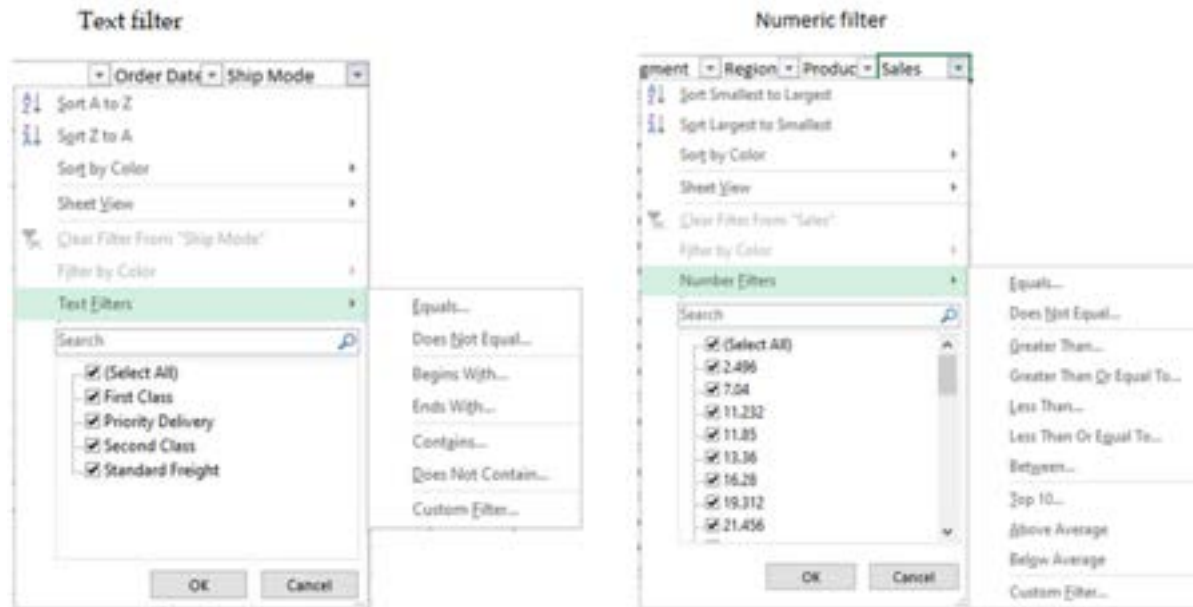 Text filter
Order Date Ship Mode
Sort A to Z
Sort Z to A
Sort by Color
Sheet View
Clear Filter From "Ship Mode"
Filter by Color
Text Filters
Search
(Select All)
First Class
Priority Delivery
Second Class
Standard Freight
OK Cancel
Equals...
Does Not Equal...
Begins With...
Ends With...
Contains...
Does Not Contain...
Custom Filter...
Numeric filter
gment Region Produc Sales
Sort Smallest to Largest
Sort Largest to Smallest
Sort by Color
Sheet View
Clear Filter From "Sales"
Filter by Color
Number Filters
Search
(Select All)
2.496
7.04
11.232
11.85
13.36
16.28
19.312
21.456
OK Cancel
Equals...
Does Not Equal...
Greater Than...
Greater Than Or Equal To...
Less Than...
Less Than Or Equal To...
Between...
Top 10...
Above Average
Below Average
Custom Filter...